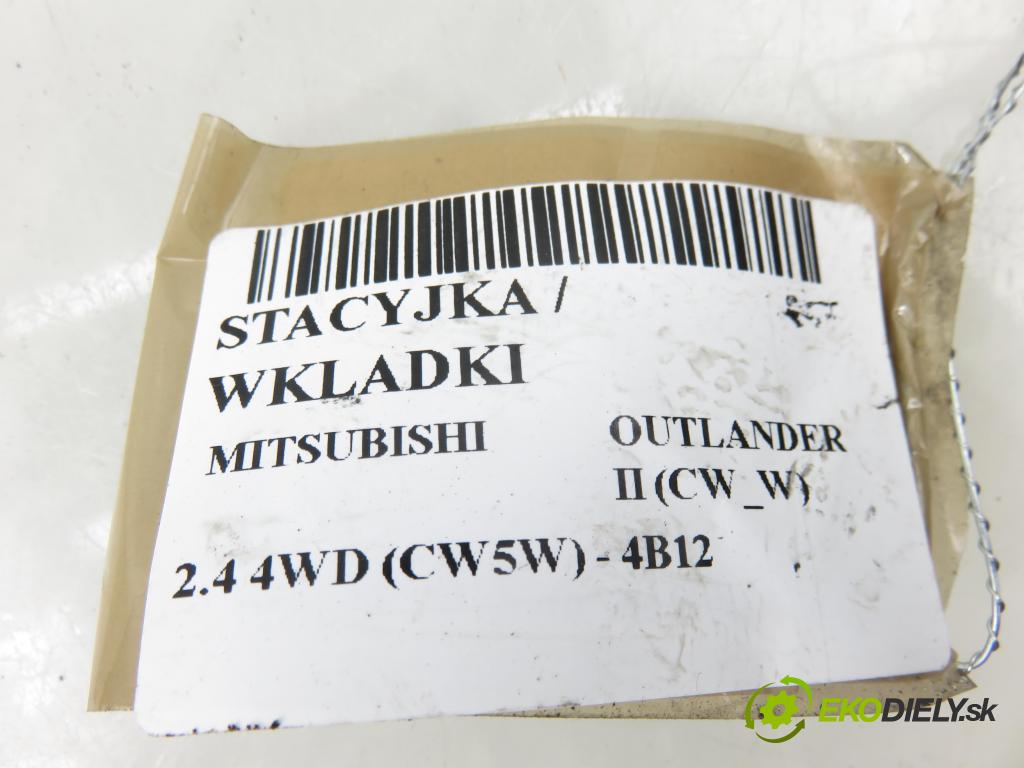 STACYJKA /
WKLADKI
MITSUBISHI OUTLANDER
II (CW_W)
2.4 4WD (CW5W) - 4B12
EKODIELY.sk